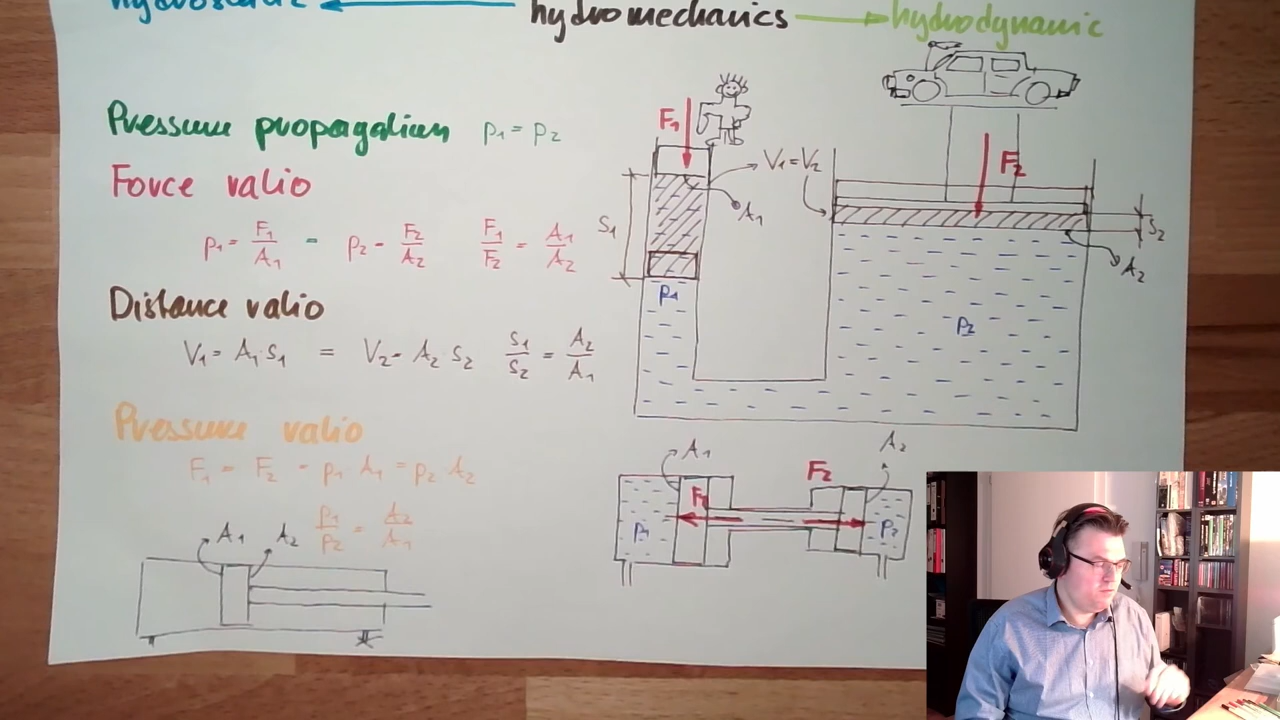 hydrostatic hydromechanics hydrodynamic
Pressure propagation p₁ = p₂
Force ratio
p₁ = F₁/A₁ = p₂ = F₂/A₂ F₁/F₂ = A₁/A₂
Distance ratio
V₁ = A₁·s₁ = V₂ = A₂·s₂ s₁/s₂ = A₂/A₁
Pressure ratio
F₁ = F₂ = p₁ A₁ = p₂ A₂
p₁/p₂ = A₂/A₁
A₁ A₂
F₁
V₁=V₂
F₂
A₁
S₁
S₂
A₂
p₁
p₂
A₁
A₂
F₂
F₁
p₁
p₂